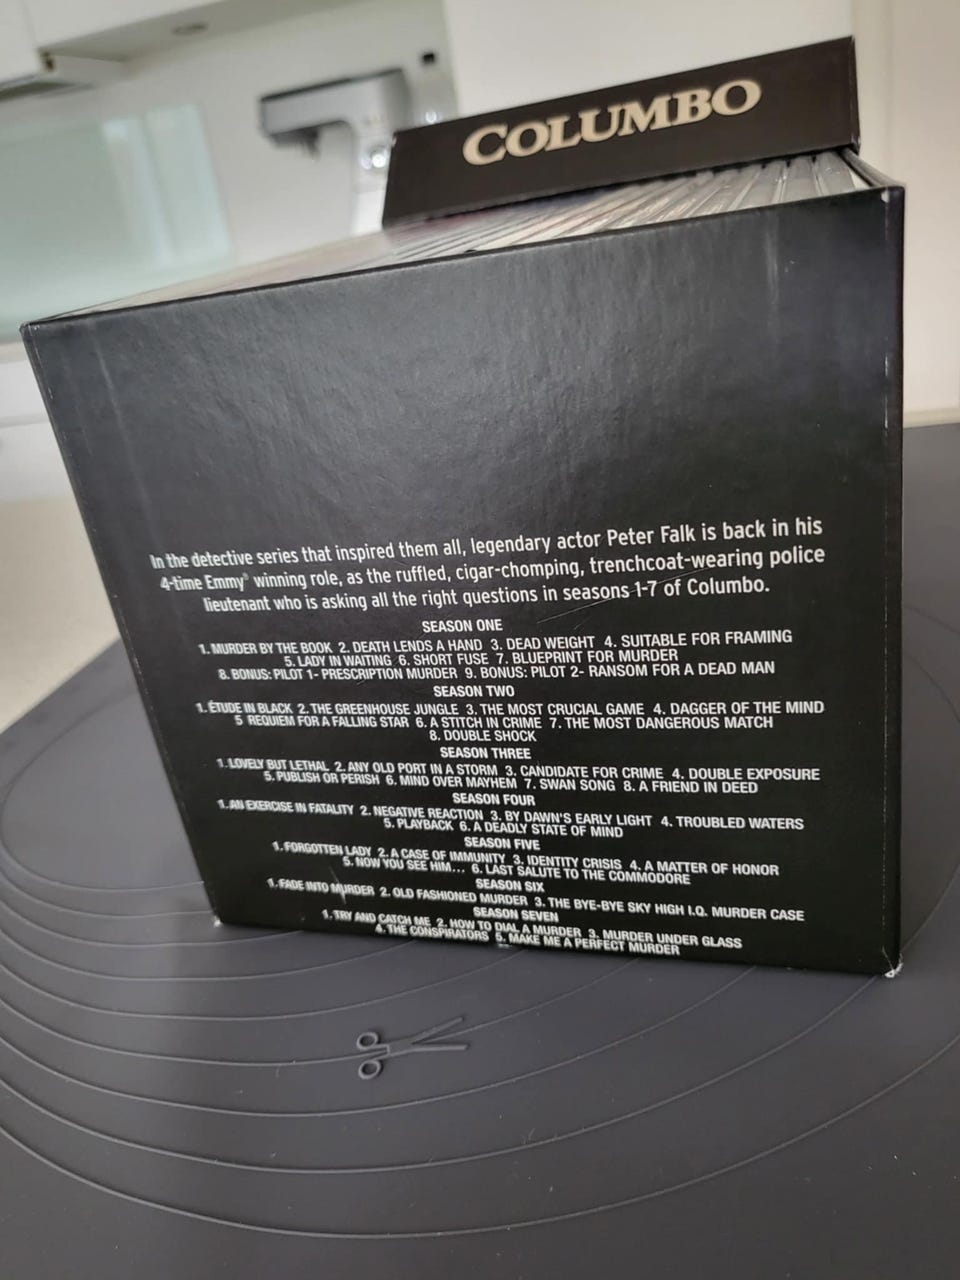 COLUMBO
In the detective series that inspired them all, legendary actor Peter Falk is back in his
4-time Emmy® winning role, as the ruffled, cigar-chomping, trenchcoat-wearing police
lieutenant who is asking all the right questions in seasons 1-7 of Columbo.
SEASON ONE
1. MURDER BY THE BOOK 2. DEATH LENDS A HAND 3. DEAD WEIGHT 4. SUITABLE FOR FRAMING
5. LADY IN WAITING 6. SHORT FUSE 7. BLUEPRINT FOR MURDER
8. BONUS: PILOT 1- PRESCRIPTION MURDER 9. BONUS: PILOT 2- RANSOM FOR A DEAD MAN
SEASON TWO
1. ÉTUDE IN BLACK 2. THE GREENHOUSE JUNGLE 3. THE MOST CRUCIAL GAME 4. DAGGER OF THE MIND
5 REQUIEM FOR A FALLING STAR 6. A STITCH IN CRIME 7. THE MOST DANGEROUS MATCH
8. DOUBLE SHOCK
SEASON THREE
1. LOVELY BUT LETHAL 2. ANY OLD PORT IN A STORM 3. CANDIDATE FOR CRIME 4. DOUBLE EXPOSURE
5. PUBLISH OR PERISH 6. MIND OVER MAYHEM 7. SWAN SONG 8. A FRIEND IN DEED
SEASON FOUR
1. AN EXERCISE IN FATALITY 2. NEGATIVE REACTION 3. BY DAWN'S EARLY LIGHT 4. TROUBLED WATERS
5. PLAYBACK 6. A DEADLY STATE OF MIND
SEASON FIVE
1. FORGOTTEN LADY 2. A CASE OF IMMUNITY 3. IDENTITY CRISIS 4. A MATTER OF HONOR
5. NOW YOU SEE HIM... 6. LAST SALUTE TO THE COMMODORE
SEASON SIX
1. FADE INTO MURDER 2. OLD FASHIONED MURDER 3. THE BYE-BYE SKY HIGH I.Q. MURDER CASE
SEASON SEVEN
1. TRY AND CATCH ME 2. HOW TO DIAL A MURDER 3. MURDER UNDER GLASS
4. THE CONSPIRATORS 5. MAKE ME A PERFECT MURDER